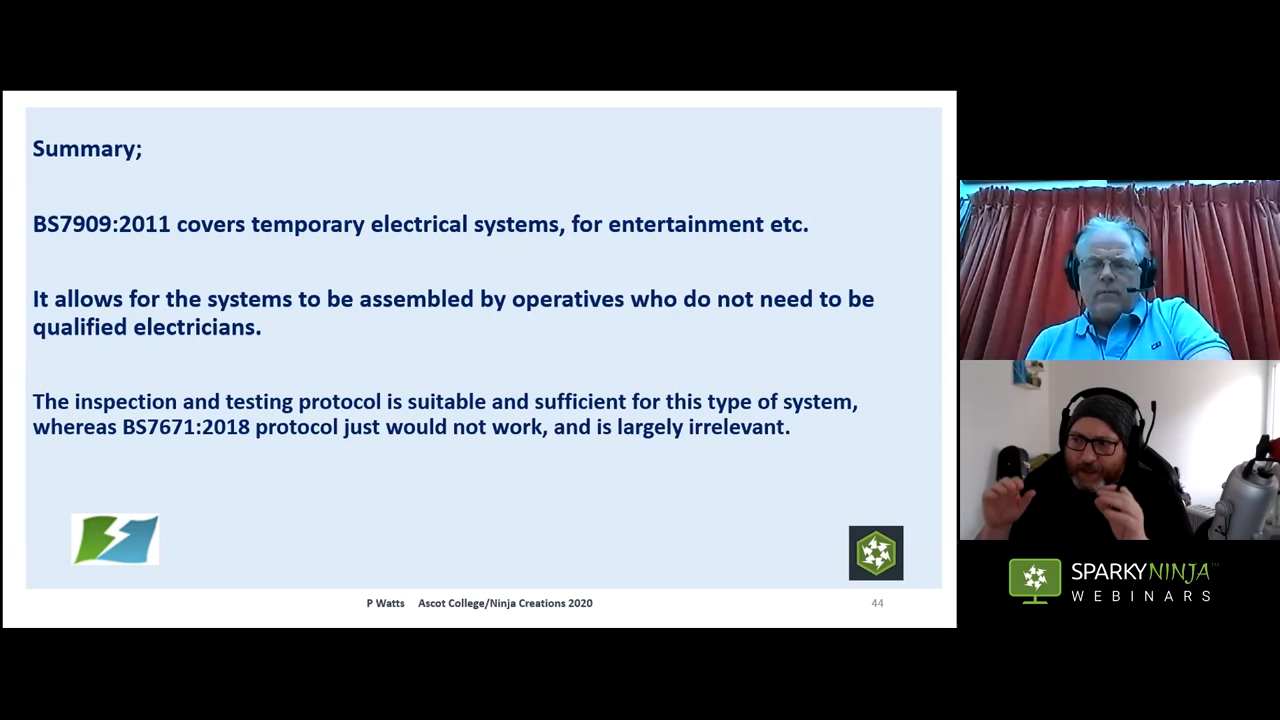 Summary;
BS7909:2011 covers temporary electrical systems, for entertainment etc.
It allows for the systems to be assembled by operatives who do not need to be
qualified electricians.
The inspection and testing protocol is suitable and sufficient for this type of system,
whereas BS7671:2018 protocol just would not work, and is largely irrelevant.
P Watts Ascot College/Ninja Creations 2020
44
SPARKYNINJA™
WEBINARS